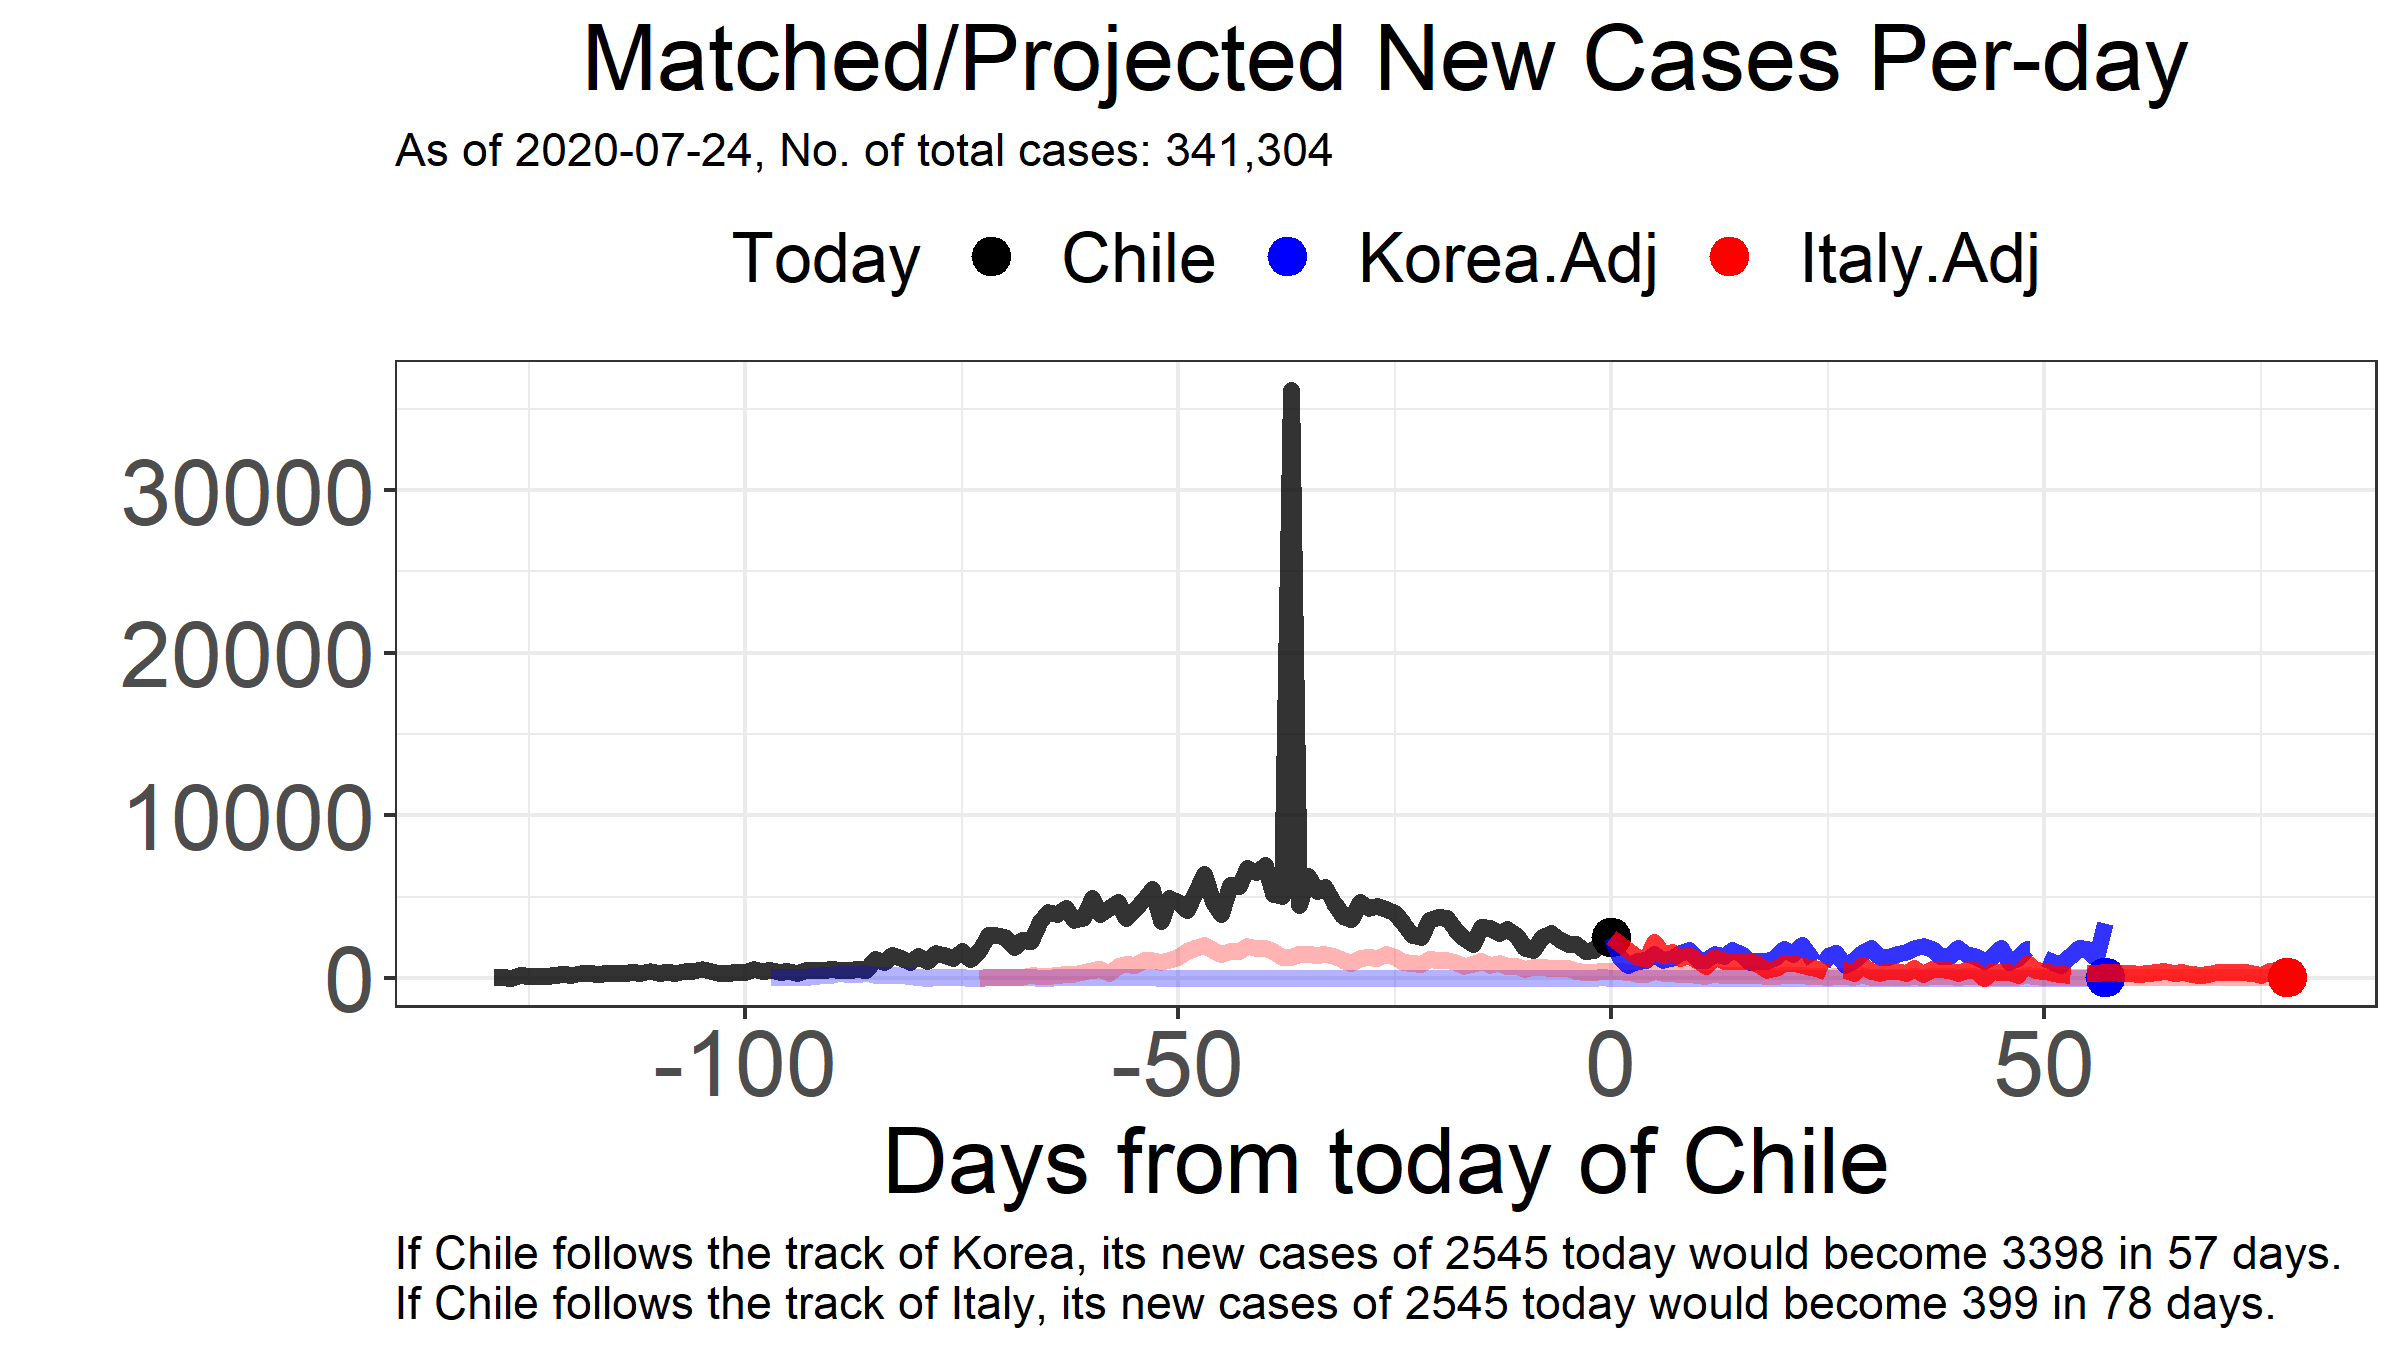 Matched/Projected New Cases Per-day
As of 2020-07-24, No. of total cases: 341,304
Today Chile Korea.Adj Italy.Adj
30000
20000
10000
0
-100 -50 0 50
Days from today of Chile
If Chile follows the track of Korea, its new cases of 2545 today would become 3398 in 57 days.
If Chile follows the track of Italy, its new cases of 2545 today would become 399 in 78 days.